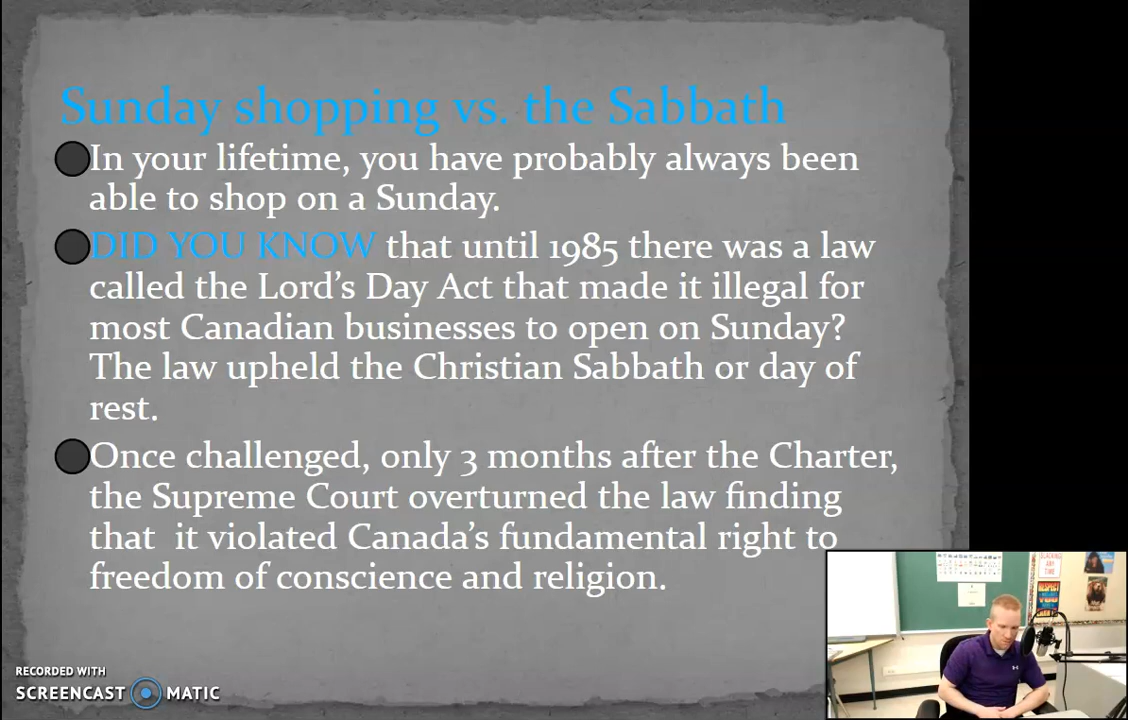 Sunday shopping vs. the Sabbath
In your lifetime, you have probably always been
able to shop on a Sunday.
DID YOU KNOW that until 1985 there was a law
called the Lord's Day Act that made it illegal for
most Canadian businesses to open on Sunday?
The law upheld the Christian Sabbath or day of
rest.
Once challenged, only 3 months after the Charter,
the Supreme Court overturned the law finding
that  it violated Canada's fundamental right to
freedom of conscience and religion.
RECORDED WITH
SCREENCAST MATIC
ANY
TIME
RESPECT